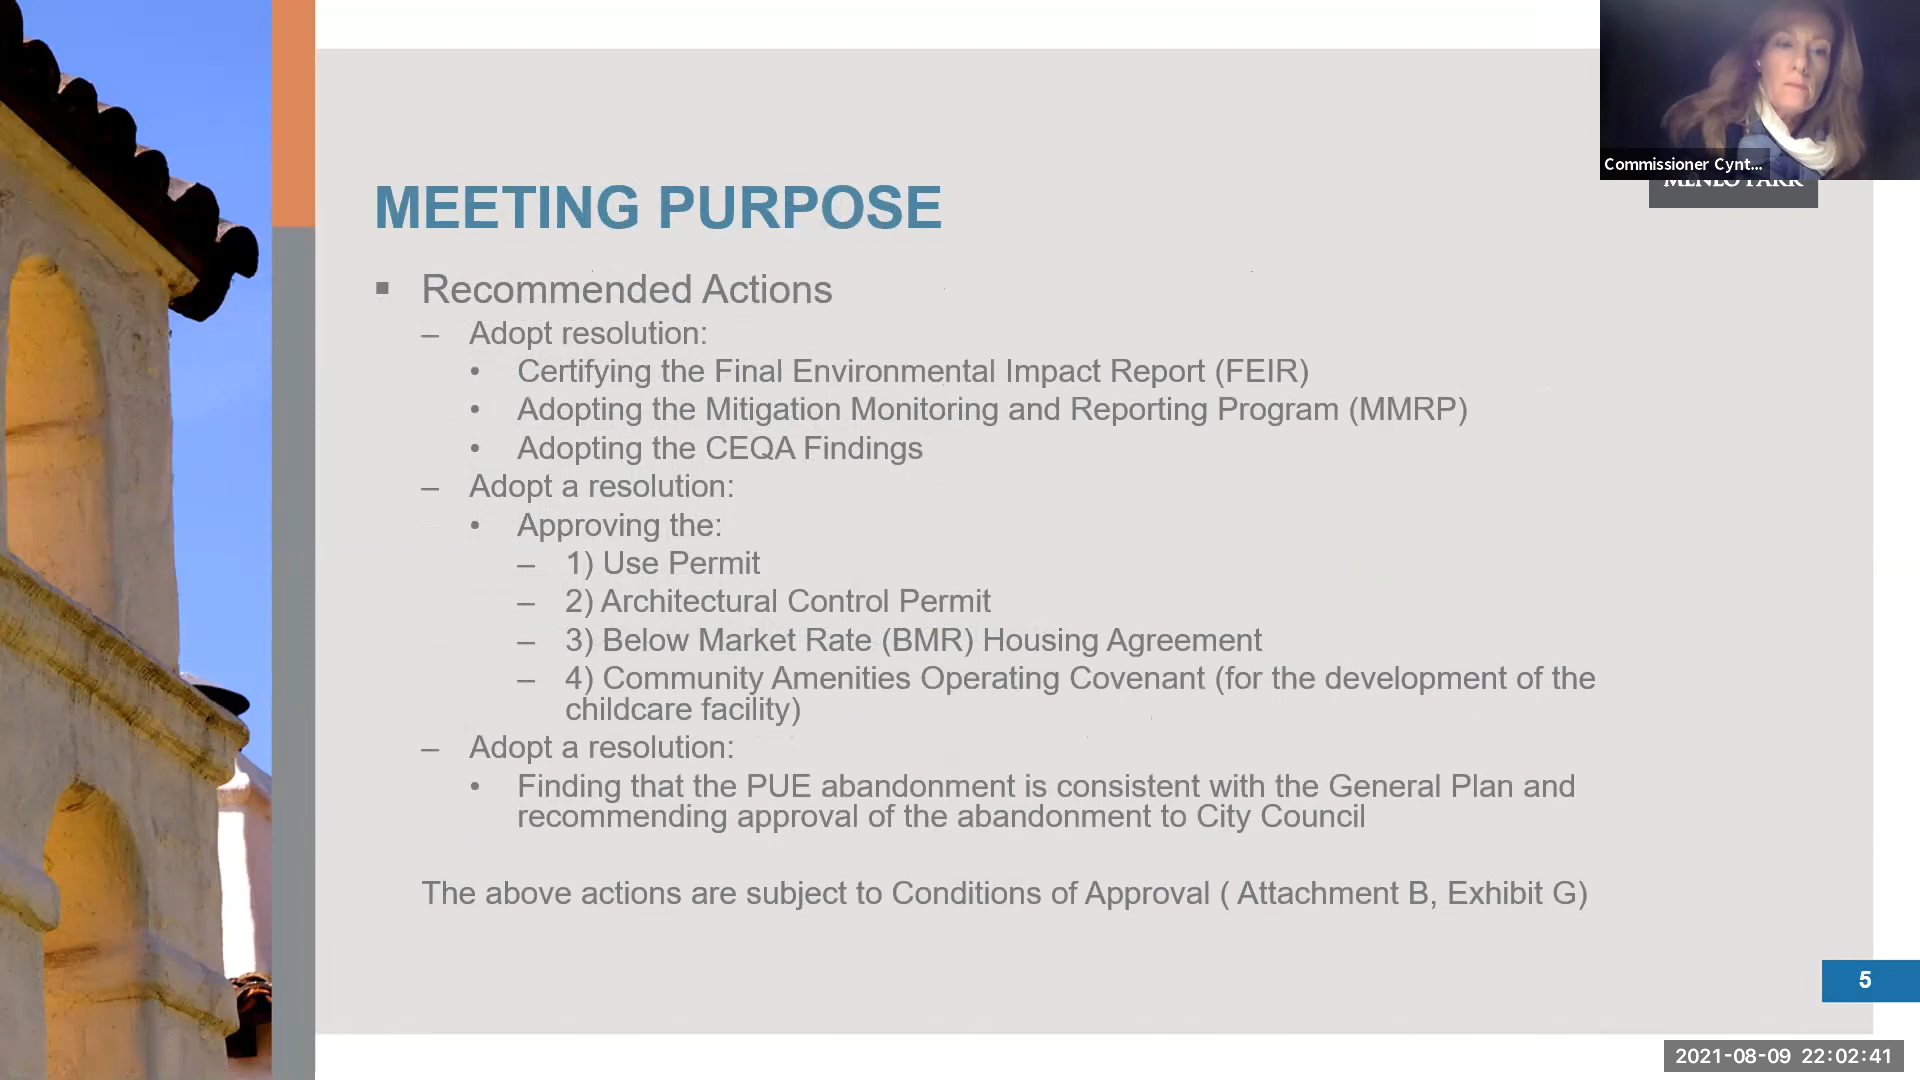 Commissioner Cynt...
MENLO PARK
MEETING PURPOSE
▪ Recommended Actions
– Adopt resolution:
• Certifying the Final Environmental Impact Report (FEIR)
• Adopting the Mitigation Monitoring and Reporting Program (MMRP)
• Adopting the CEQA Findings
– Adopt a resolution:
• Approving the:
– 1) Use Permit
– 2) Architectural Control Permit
– 3) Below Market Rate (BMR) Housing Agreement
– 4) Community Amenities Operating Covenant (for the development of the
childcare facility)
– Adopt a resolution:
• Finding that the PUE abandonment is consistent with the General Plan and
recommending approval of the abandonment to City Council
The above actions are subject to Conditions of Approval ( Attachment B, Exhibit G)
5
2021-08-09 22:02:41